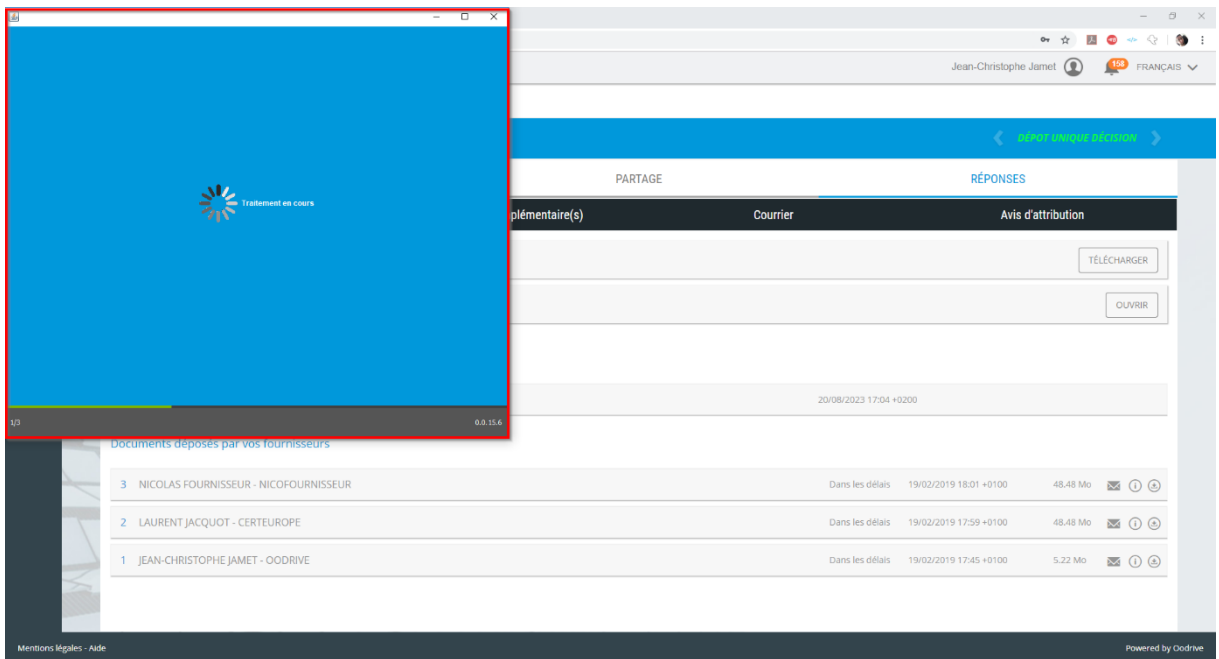 Jean-Christophe Jamet 158 FRANÇAIS
DÉPOT UNIQUE DÉCISION
PARTAGE RÉPONSES
Traitement en cours
plémentaire(s) Courrier Avis d'attribution
TÉLÉCHARGER
OUVRIR
20/08/2023 17:04 +0200
1/3 0.0.15.6
Documents déposés par vos fournisseurs
3 NICOLAS FOURNISSEUR - NICOFOURNISSEUR Dans les délais 19/02/2019 18:01 +0100 48.48 Mo
2 LAURENT JACQUOT - CERTEUROPE Dans les délais 19/02/2019 17:59 +0100 48.48 Mo
1 JEAN-CHRISTOPHE JAMET - OODRIVE Dans les délais 19/02/2019 17:45 +0100 5.22 Mo
Mentions légales - Aide Powered by Oodrive